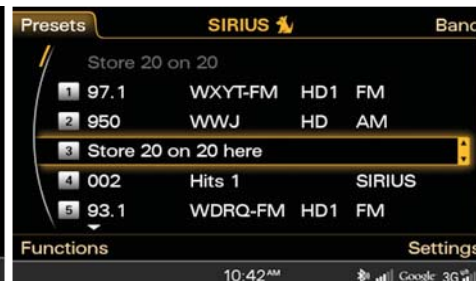 Presets SIRIUS Band
Store 20 on 20
1 97.1 WXYT-FM HD1 FM
2 950 WWJ HD AM
3 Store 20 on 20 here
4 002 Hits 1 SIRIUS
5 93.1 WDRQ-FM HD1 FM
Functions Settings
10:42 AM Google 3G